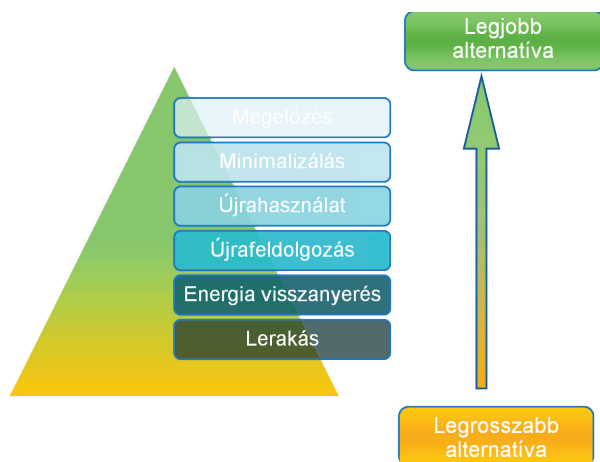 Legjobb
alternatíva
Megelőzés
Minimalizálás
Újrahasználat
Újrafeldolgozás
Energia visszanyerés
Lerakás
Legrosszabb
alternatíva